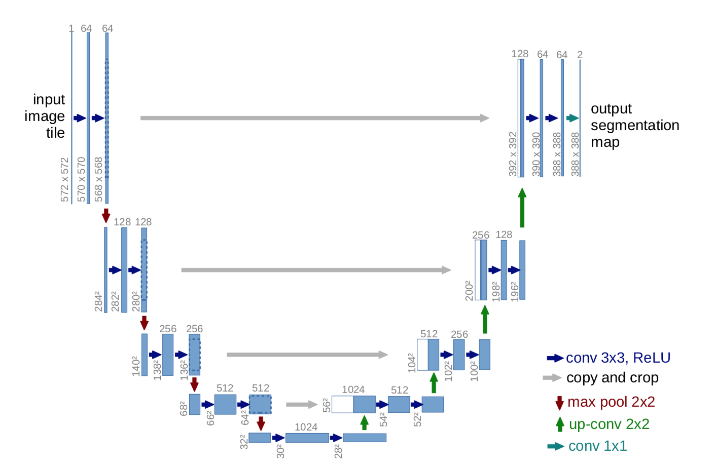 1 64 64
input
image
tile
572 x 572
570 x 570
568 x 568
128 64 64 2
output
segmentation
map
392 x 392
390 x 390
388 x 388
388 x 388
128 128
284²
282²
280²
256 128
200²
198²
196²
256 256
140²
138²
136²
512 256
104²
102²
100²
512 512
68²
66²
64²
1024 512
56²
54²
52²
1024
32²
30²
28²
conv 3x3, ReLU
copy and crop
max pool 2x2
up-conv 2x2
conv 1x1